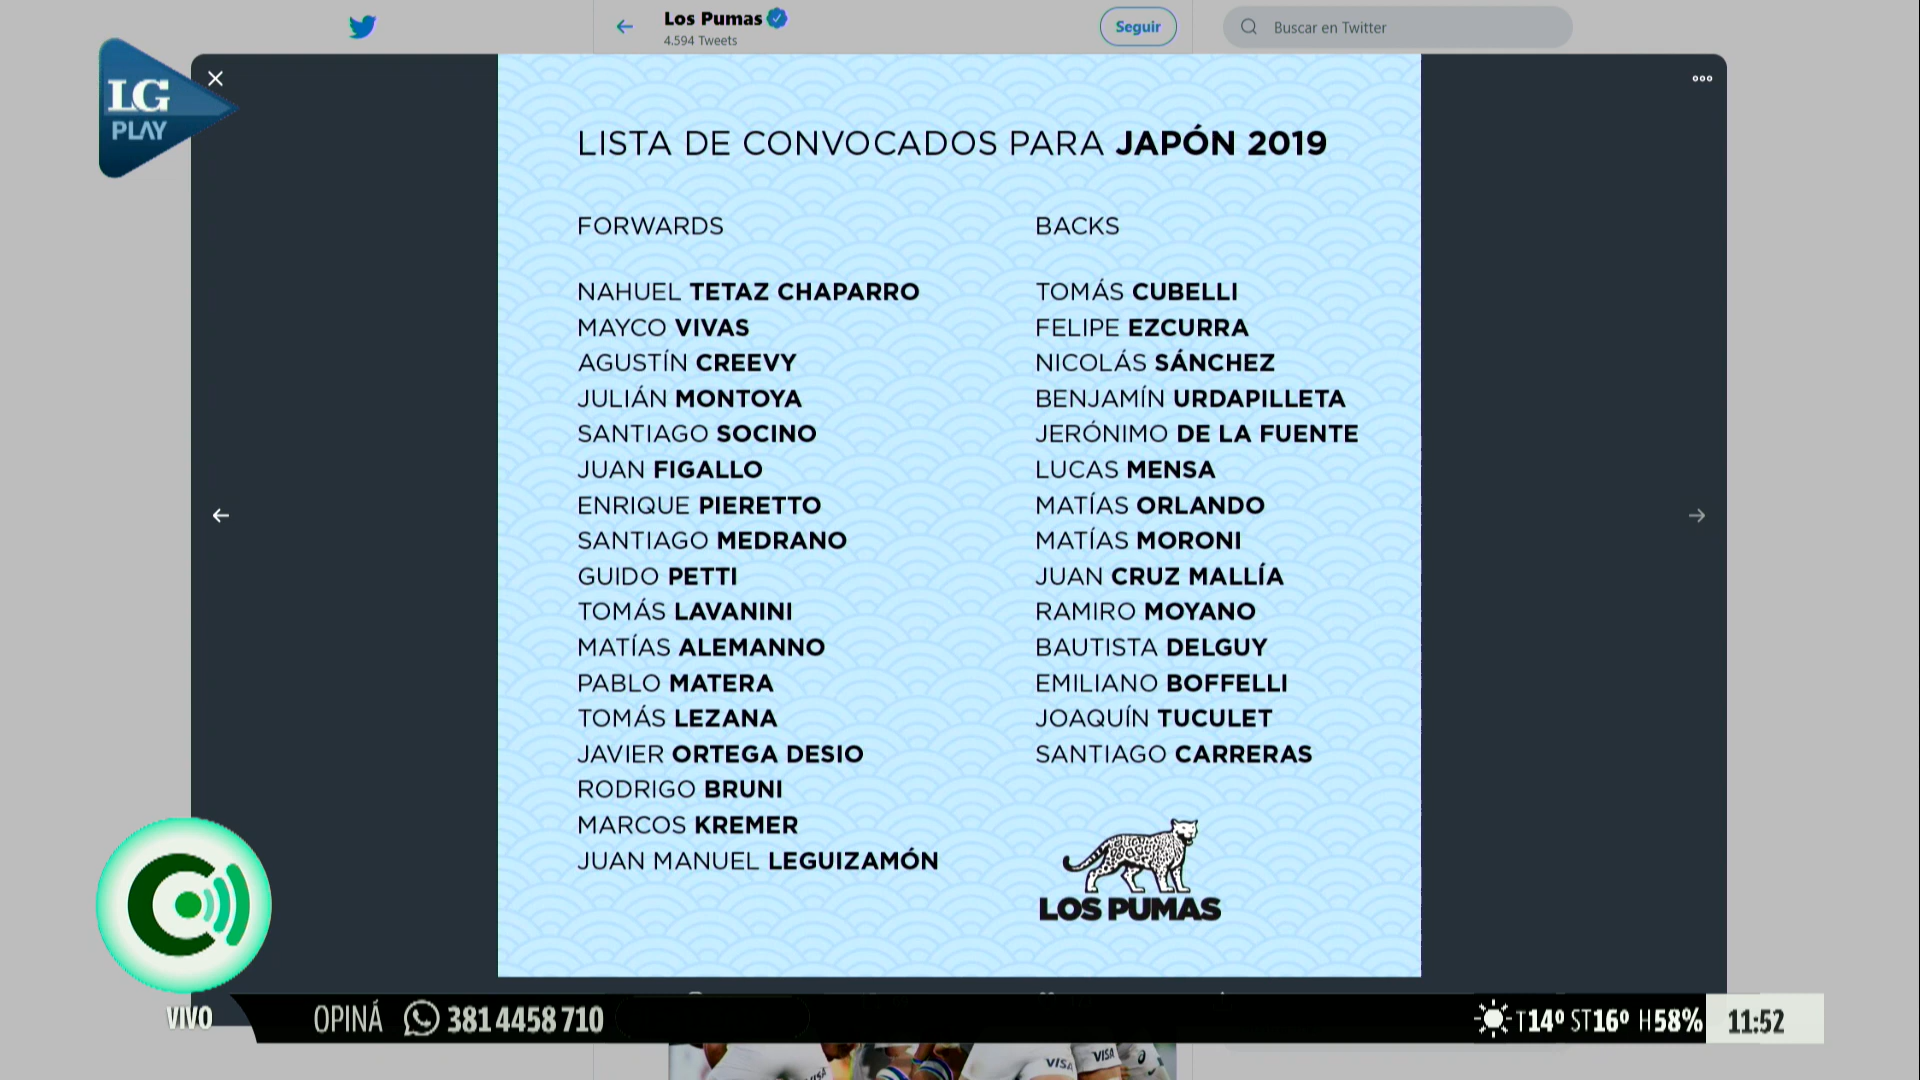 Los Pumas
4.594 Tweets
Seguir
Buscar en Twitter
LG
PLAY
LISTA DE CONVOCADOS PARA JAPÓN 2019
FORWARDS
NAHUEL TETAZ CHAPARRO
MAYCO VIVAS
AGUSTÍN CREEVY
JULIÁN MONTOYA
SANTIAGO SOCINO
JUAN FIGALLO
ENRIQUE PIERETTO
SANTIAGO MEDRANO
GUIDO PETTI
TOMÁS LAVANINI
MATÍAS ALEMANNO
PABLO MATERA
TOMÁS LEZANA
JAVIER ORTEGA DESIO
RODRIGO BRUNI
MARCOS KREMER
JUAN MANUEL LEGUIZAMÓN
BACKS
TOMÁS CUBELLI
FELIPE EZCURRA
NICOLÁS SÁNCHEZ
BENJAMÍN URDAPILLETA
JERÓNIMO DE LA FUENTE
LUCAS MENSA
MATÍAS ORLANDO
MATÍAS MORONI
JUAN CRUZ MALLÍA
RAMIRO MOYANO
BAUTISTA DELGUY
EMILIANO BOFFELLI
JOAQUÍN TUCULET
SANTIAGO CARRERAS
LOS PUMAS
VIVO
OPINÁ 381 4458 710
T14º ST16º H58% 11:52
VISA
VISA
VISA